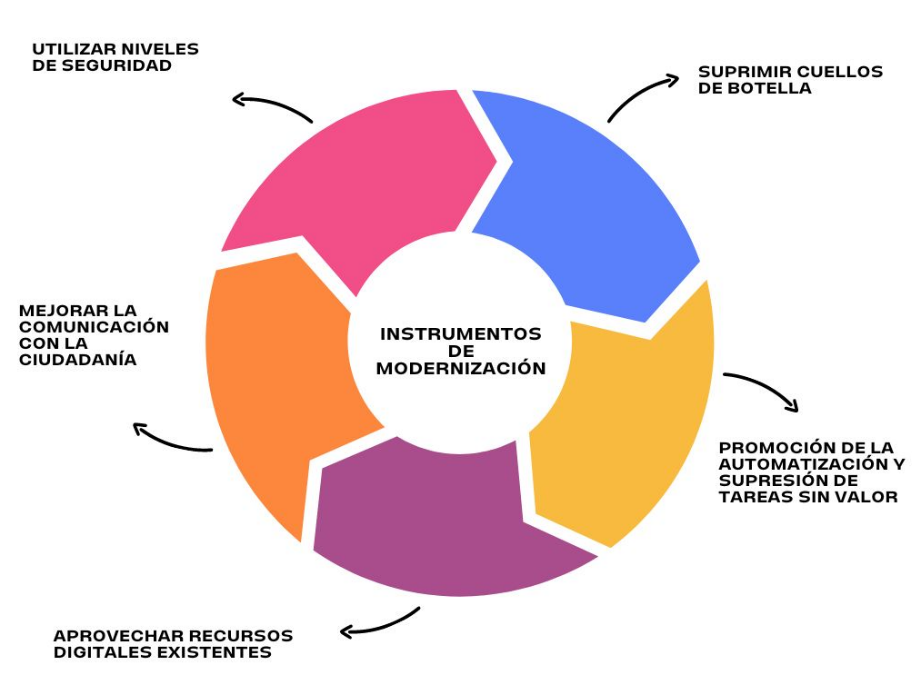 UTILIZAR NIVELES
DE SEGURIDAD
SUPRIMIR CUELLOS
DE BOTELLA
MEJORAR LA
COMUNICACIÓN
CON LA
CIUDADANÍA
INSTRUMENTOS
DE
MODERNIZACIÓN
PROMOCIÓN DE LA
AUTOMATIZACIÓN Y
SUPRESIÓN DE
TAREAS SIN VALOR
APROVECHAR RECURSOS
DIGITALES EXISTENTES